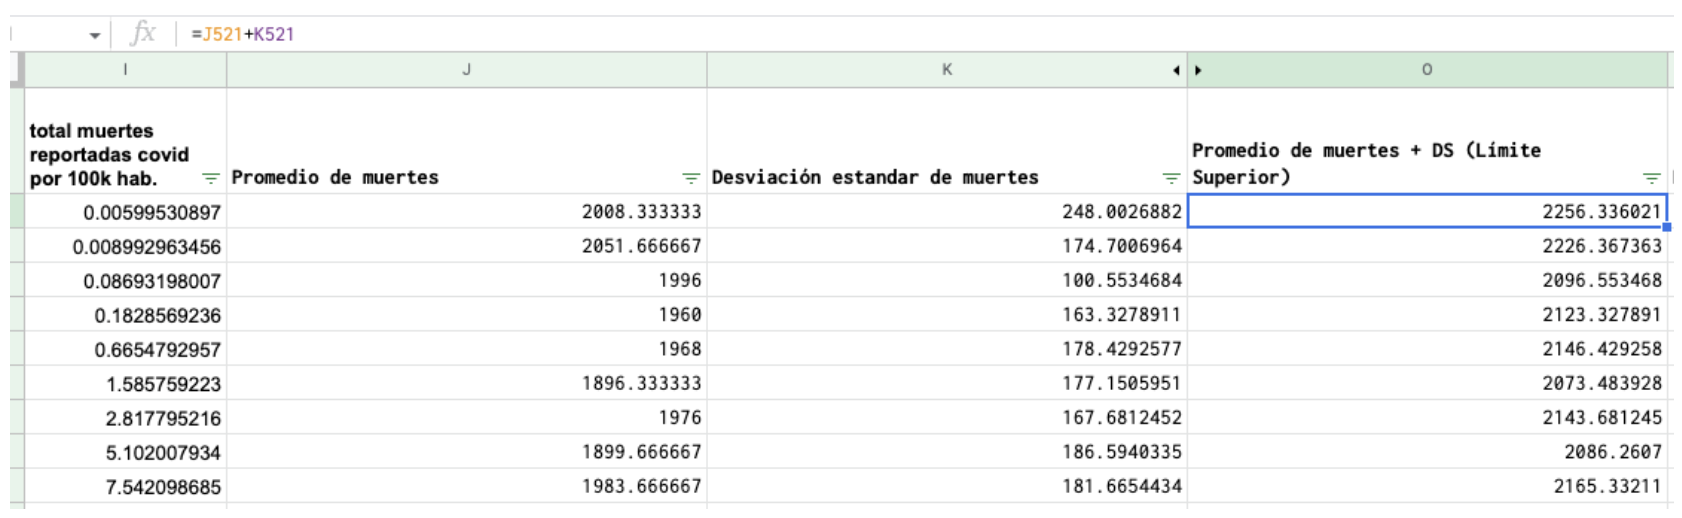 fx =J521+K521
I J K O
total muertes
reportadas covid
por 100k hab. Promedio de muertes Desviación estandar de muertes Promedio de muertes + DS (Límite
Superior)
0.00599530897 2008.333333 248.0026882 2256.336021
0.008992963456 2051.666667 174.7006964 2226.367363
0.08693198007 1996 100.5534684 2096.553468
0.1828569236 1960 163.3278911 2123.327891
0.6654792957 1968 178.4292577 2146.429258
1.585759223 1896.333333 177.1505951 2073.483928
2.817795216 1976 167.6812452 2143.681245
5.102007934 1899.666667 186.5940335 2086.2607
7.542098685 1983.666667 181.6654434 2165.33211